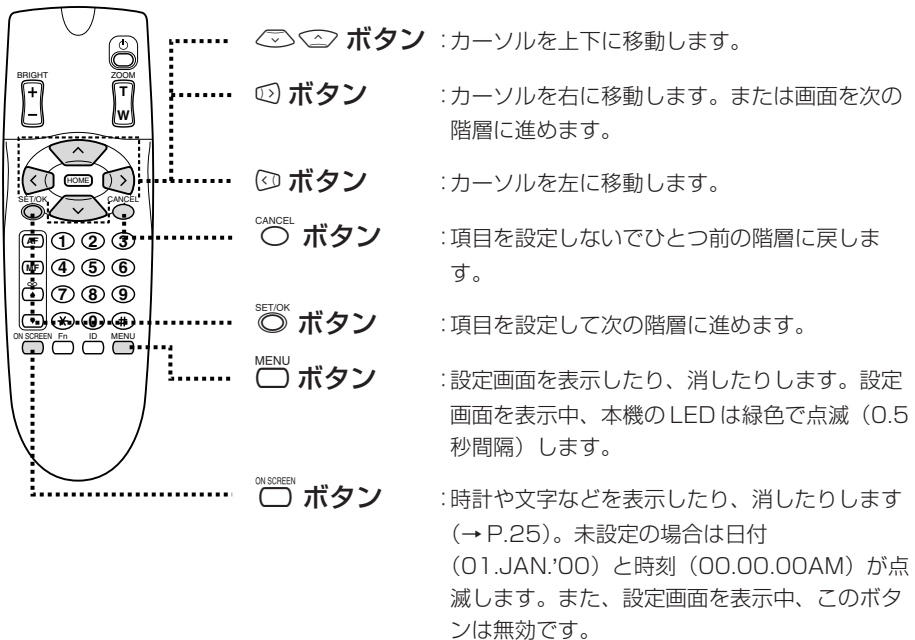 BRIGHT
ZOOM
+
T
−
W
HOME
SET/OK
CANCEL
AF
1 2 3
MF
4 5 6
7 8 9
* 0 #
ON SCREEN Fn ID MENU
ボタン :カーソルを上下に移動します。
ボタン :カーソルを右に移動します。または画面を次の
階層に進めます。
ボタン :カーソルを左に移動します。
CANCEL
ボタン :項目を設定しないでひとつ前の階層に戻しま
す。
SET/OK
ボタン :項目を設定して次の階層に進めます。
MENU
ボタン :設定画面を表示したり、消したりします。設定
画面を表示中、本機のLEDは緑色で点滅(0.5
秒間隔)します。
ON SCREEN
ボタン :時計や文字などを表示したり、消したりします
(→ P.25)。未設定の場合は日付
(01.JAN.'00)と時刻(00.00.00AM)が点
滅します。また、設定画面を表示中、このボタ
ンは無効です。